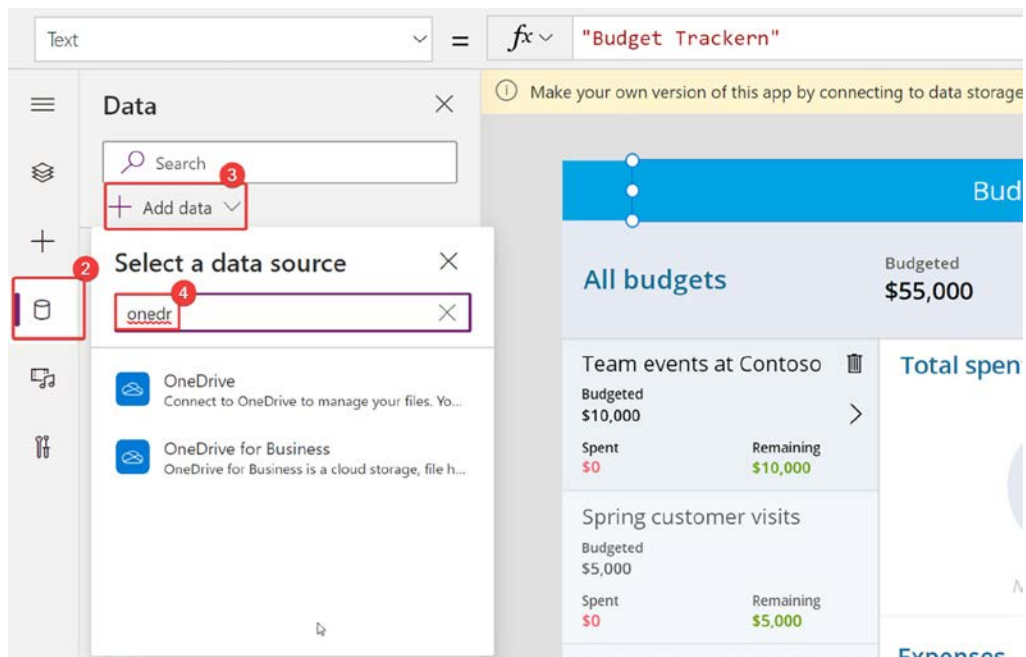 Text = fx "Budget Trackern"
Data
Make your own version of this app by connecting to data storage
Search
3
Add data
2
Select a data source
4
onedr
OneDrive
Connect to OneDrive to manage your files. Yo...
OneDrive for Business
OneDrive for Business is a cloud storage, file h...
Bud
All budgets
Budgeted
$55,000
Team events at Contoso
Budgeted
$10,000
Spent Remaining
$0 $10,000
Total spen
Spring customer visits
Budgeted
$5,000
Spent Remaining
$0 $5,000
Expenses